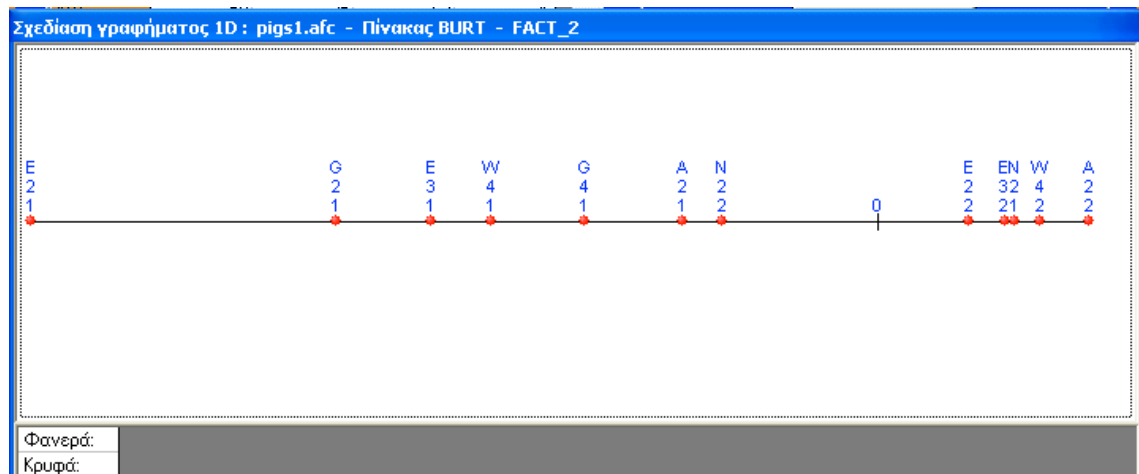 Σχεδίαση γραφήματος 1D : pigs1.afc - Πίνακας BURT - FACT_2
E G E W G A N E EN W A
2 2 3 4 4 2 2 2 32 4 2
1 1 1 1 1 1 2 0 2 21 2 2
Φανερά:
Κρυφά: